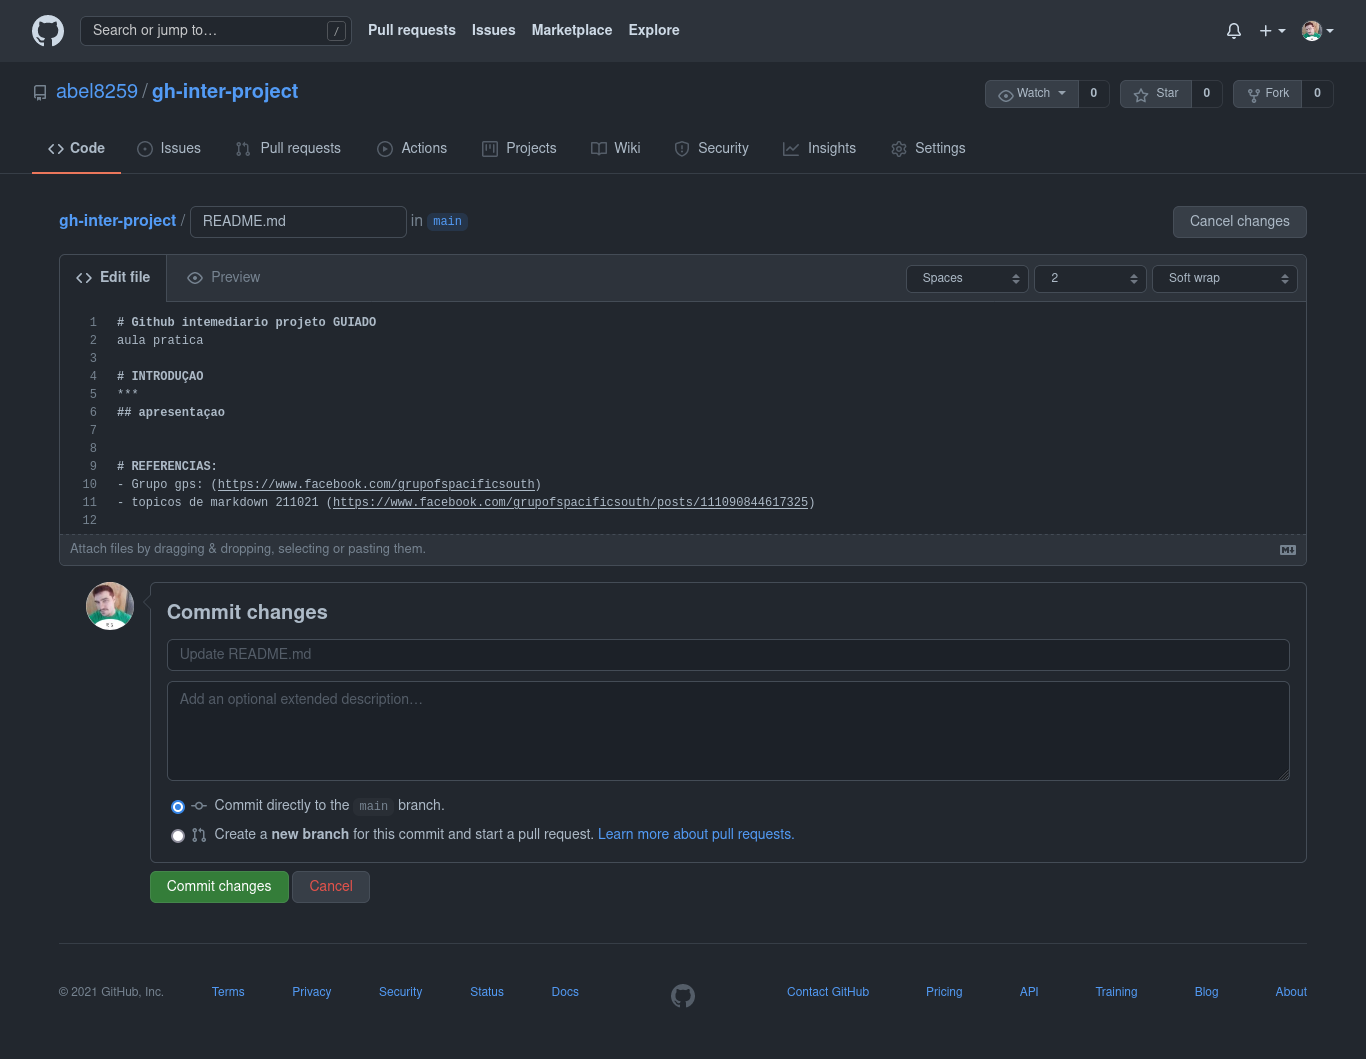 Search or jump to… /
Pull requests Issues Marketplace Explore
abel8259 / gh-inter-project
Watch 0 Star 0 Fork 0
Code Issues Pull requests Actions Projects Wiki Security Insights Settings
gh-inter-project / README.md in main Cancel changes
Edit file Preview Spaces 2 Soft wrap
1 # Github intemediario projeto GUIADO
2 aula pratica
3
4 # INTRODUÇAO
5 ***
6 ## apresentaçao
7
8
9 # REFERENCIAS:
10 - Grupo gps: (https://www.facebook.com/grupofspacificsouth)
11 - topicos de markdown 211021 (https://www.facebook.com/grupofspacificsouth/posts/111090844617325)
12
Attach files by dragging & dropping, selecting or pasting them.
Commit changes
Update README.md
Add an optional extended description…
Commit directly to the main branch.
Create a new branch for this commit and start a pull request. Learn more about pull requests.
Commit changes Cancel
© 2021 GitHub, Inc. Terms Privacy Security Status Docs Contact GitHub Pricing API Training Blog About